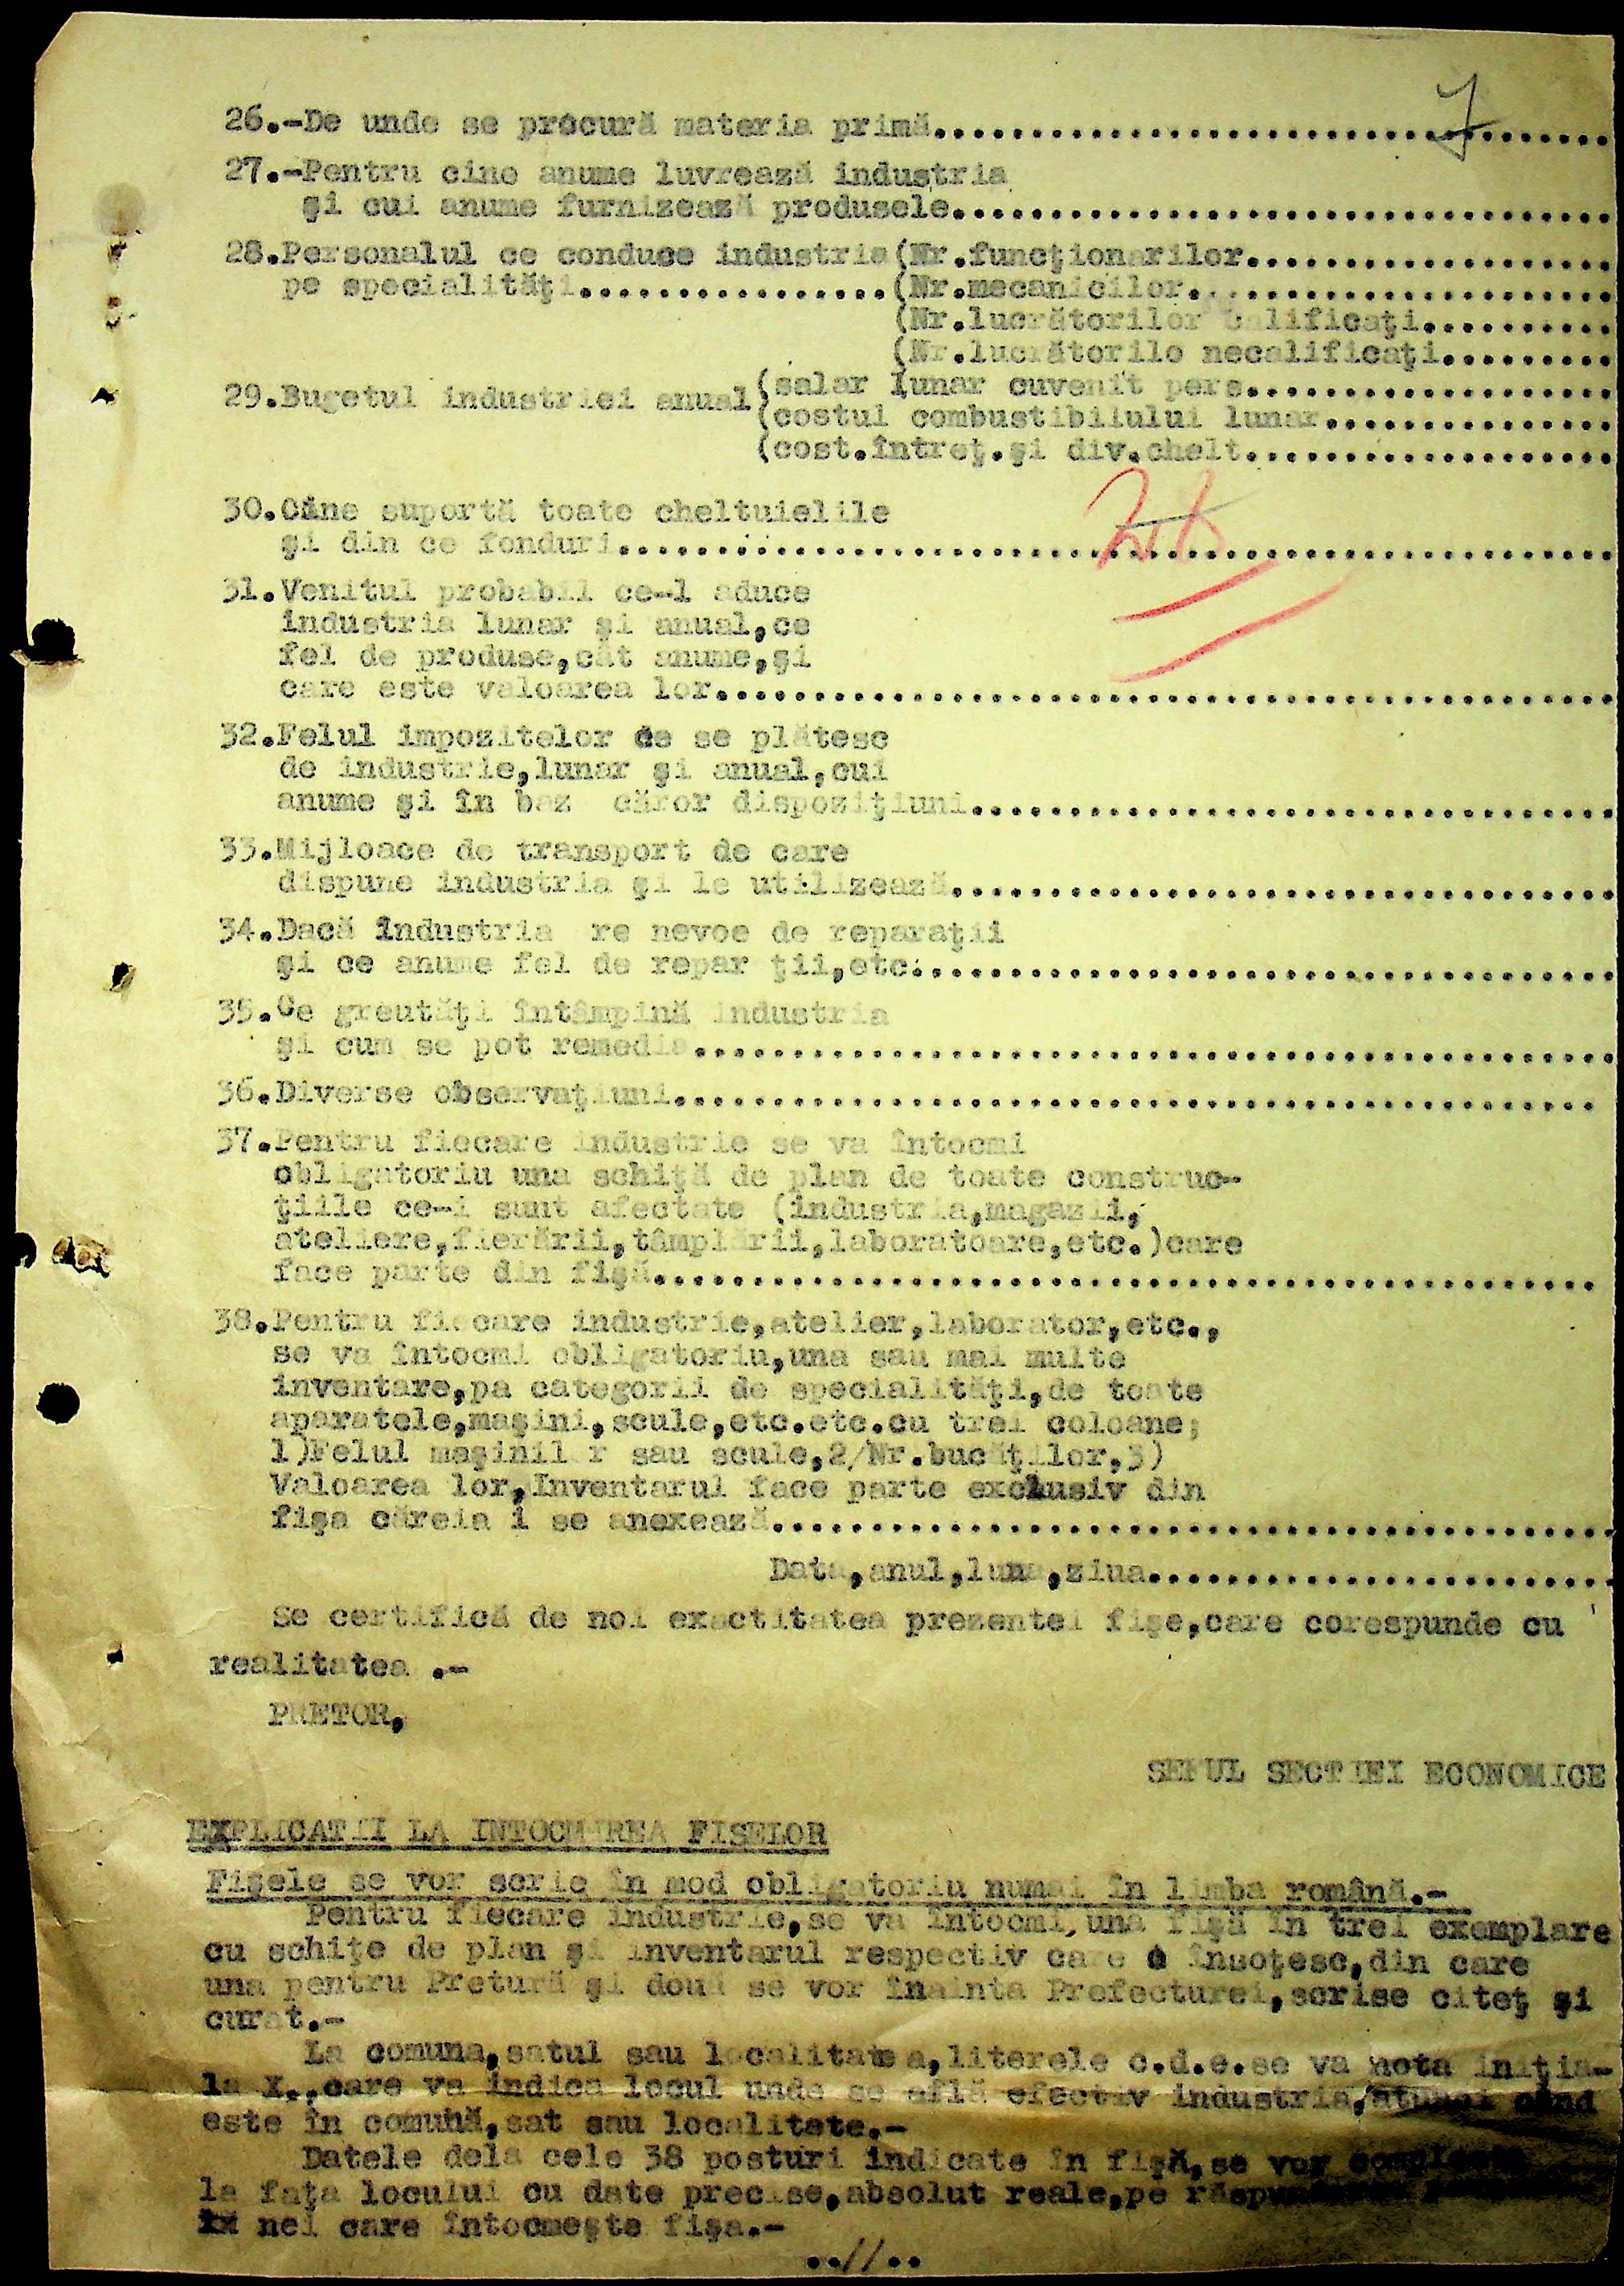 7
26.-De unde se procură materia primă...........................................
27.-Pentru cine anume luvrează industria
şi cui anume furnizează produsele..........................................
28.Personalul ce conduce industria(Nr.funcţionarilor.......................
pe specialităţi................(Nr.mecanicilor...........................
(Nr.lucrătorilor calificaţi............
(Nr.lucrătorilo necalificaţi...........
29.Bugetul industriei anual(salar lunar cuvenit pers.......................
(costul combustibilului lunar..................
(cost.întreţ.şi div.chelt.......................
30.Cine suportă toate cheltuielile
şi din ce fonduri...............................................................
31.Venitul probabil ce-l aduce
industria lunar şi anual,ce
fel de produse,cât anume,şi
care este valoarea lor.........................................................
32.Felul impozitelor ce se plătesc
de industrie,lunar şi anual,cui
anume şi în baz căror dispoziţiuni.........................................
33.Mijloace de transport de care
dispune industria şi le utilizează.........................................
34.Dacă industria re nevoe de reparaţii
şi ce anume fel de repar ţii,etc...........................................
35.Ce greutăţi întâmpină industria
şi cum se pot remedia..........................................................
36.Diverse observaţiuni..........................................................
37.Pentru fiecare industrie se va întocmi
obligatoriu una schiţă de plan de toate construc-
ţiile ce-i sunt afectate (industria,magazii,
ateliere,fierării,tâmplării,laboratoare,etc.)care
face parte din fişă............................................................
38.Pentru fiecare industrie,atelier,laborator,etc.,
se va întocmi obligatoriu,una sau mai multe
inventare,pa categorii de specialităţi,de toate
aparatele,maşini,scule,etc.etc.cu trei coloane;
1)Felul maşinil r sau scule,2/Nr.bucăţilor,3)
Valoarea lor,Inventarul face parte exclusiv din
fişa căreia i se anexează.....................................................
Data,anul,luna,ziua.............................
Se certifică de noi exactitatea prezentei fişe,care corespunde cu
realitatea .-
PRETOR,
SEFUL SECTIEI ECONOMICE
EXPLICATII LA INTOCMIREA FISELOR
Fişele se vor scrie în mod obligatoriu numai în limba română.-
Pentru fiecare industrie,se va întocmi,una fişă în trei exemplare
cu schiţe de plan şi inventarul respectiv care o însoţesc,din care
una pentru Pretură şi două se vor înainta Prefecturei,scrise citeţ şi
curat.-
La comuna,satul sau localitatea,literele c.d.e.se va nota iniţia-
la X.,care va indica locul unde se află efectiv industria,atunci când
este în comună,sat sau localitate.-
Datele dela cele 38 posturi indicate în fişă,se vor
la faţa locului cu date precise,absolut reale,pe
nei care întocmeşte fişa.-
..//..